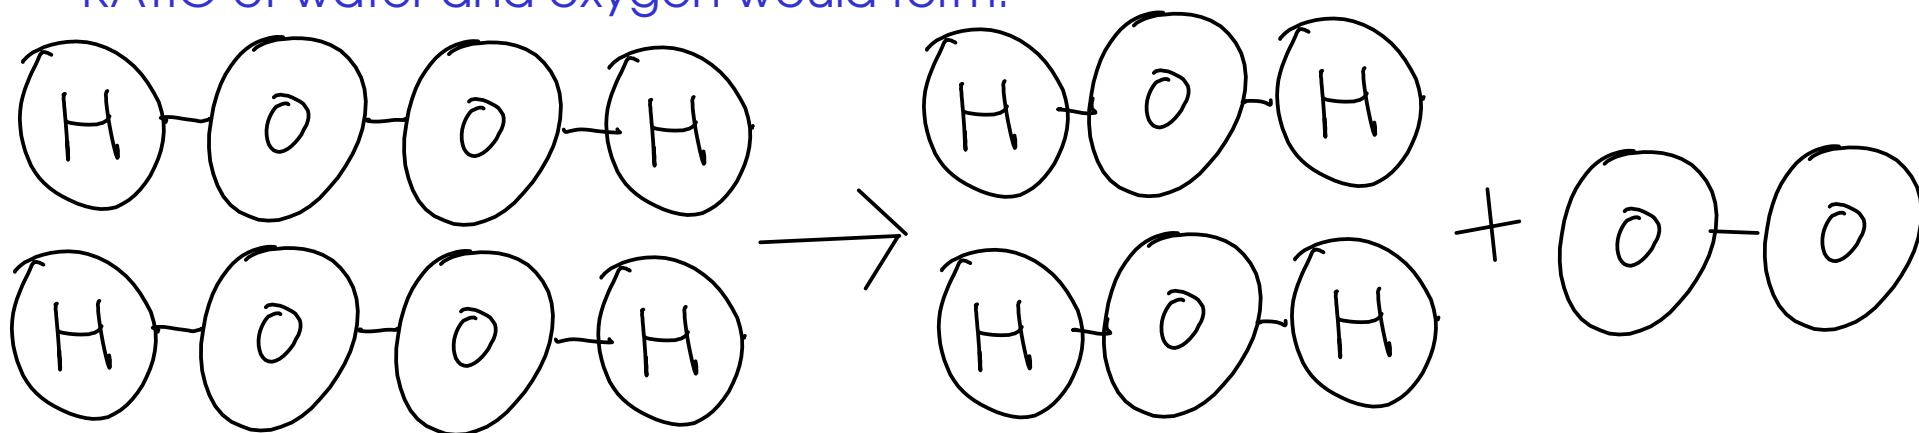 RATIO of water and oxygen would form.
H-O-O-H H-O-H
H-O-O-H → H-O-H + O-O